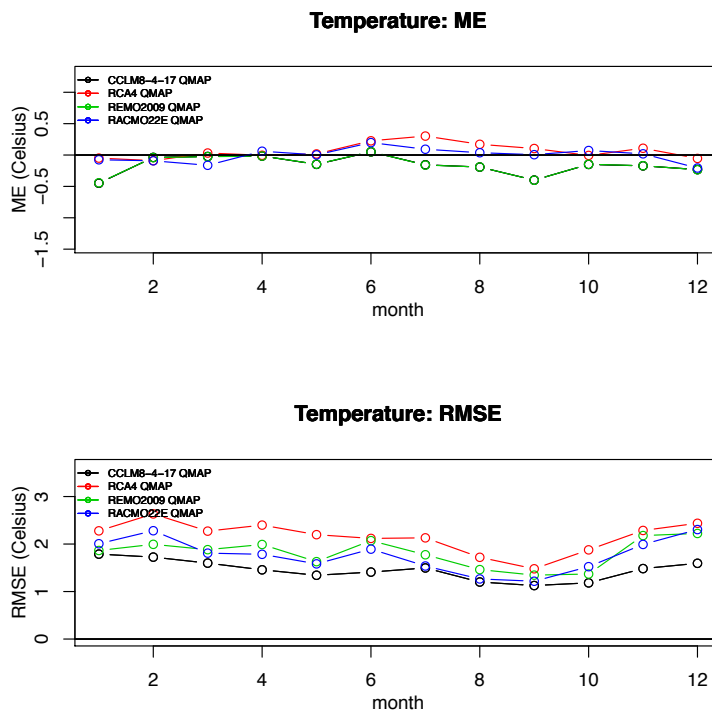 Temperature: ME
CCLM8-4-17 QMAP
RCA4 QMAP
REMO2009 QMAP
RACMO22E QMAP
ME (Celsius)
0.5
−0.5
−1.5
2 4 6 8 10 12
month
Temperature: RMSE
CCLM8-4-17 QMAP
RCA4 QMAP
REMO2009 QMAP
RACMO22E QMAP
RMSE (Celsius)
3
2
1
0
2 4 6 8 10 12
month